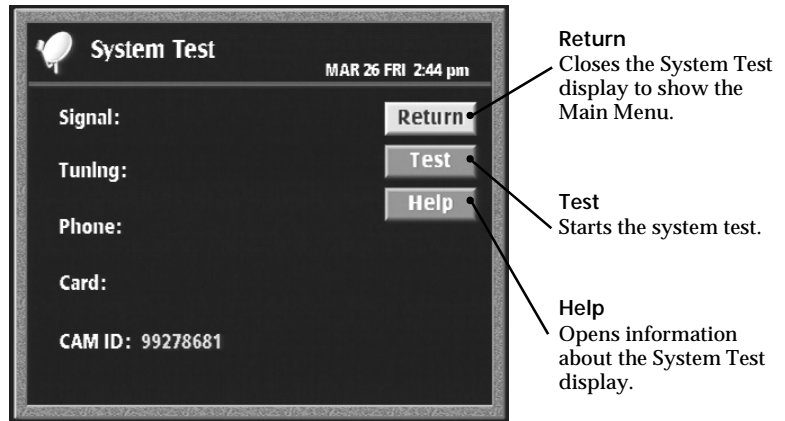 System Test
MAR 26 FRI 2:44 pm
Signal:
Tuning:
Phone:
Card:
CAM ID: 99278681
Return
Test
Help
Return
Closes the System Test
display to show the
Main Menu.
Test
Starts the system test.
Help
Opens information
about the System Test
display.